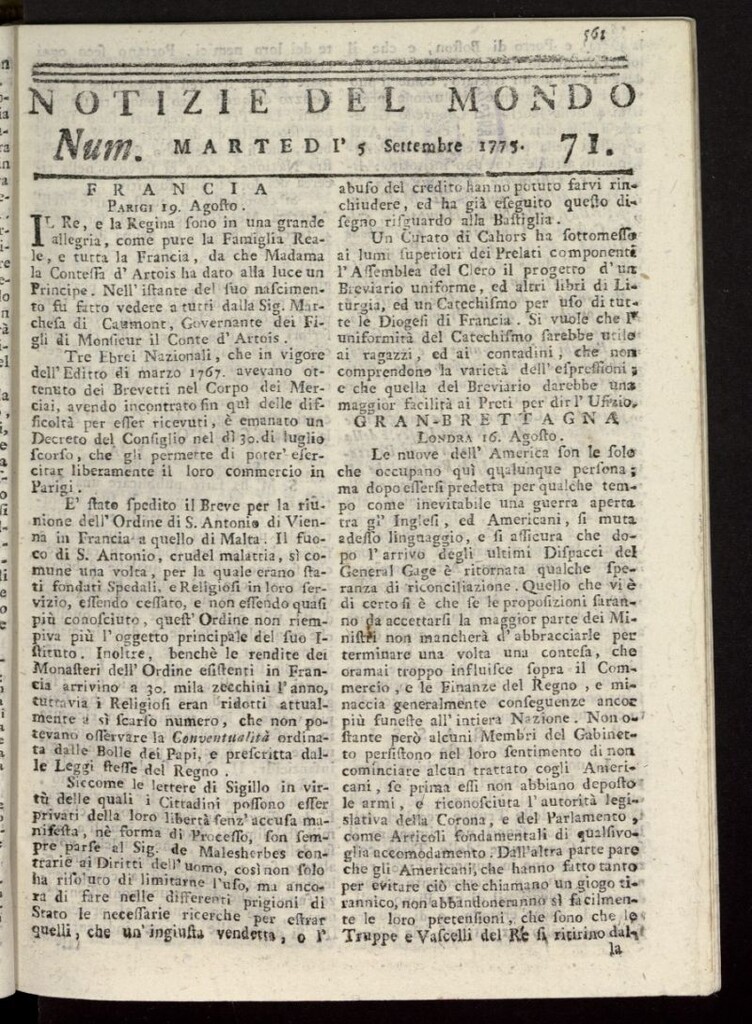 561
NOTIZIE DEL MONDO
Num. MARTEDI' 5 Settembre 1775. 71.
FRANCIA
PARIGI 19. Agosto.
IL Re, e la Regina sono in una grande
allegria, come pure la Famiglia Rea-
le, e tutta la Francia, da che Madama
la Contessa d' Artois ha dato alla luce un
Principe. Nell' istante del suo nascimen-
to fu fatto vedere a tutti dalla Sig. Mar-
chesa di Caumont, Governante dei Fi-
gli di Monsieur il Conte d' Artois.
Tre Ebrei Nazionali, che in vigore
dell' Editto di marzo 1767. avevano ot-
tenuto dei Brevetti nel Corpo dei Mer-
ciai, avendo incontrato fin quì delle dif-
ficoltà per esser ricevuti, è emanato un
Decreto del Consiglio nel dì 30. di luglio
scorso, che gli permette di poter' eser-
citar liberamente il loro commercio in
Parigi.
E' stato spedito il Breve per la riu-
nione dell' Ordine di S. Antonio di Vien-
na in Francia a quello di Malta. Il fuo-
co di S. Antonio, crudel malattia, sì co-
mune una volta, per la quale erano sta-
ti fondati Spedali, e Religiosi in loro ser-
vizio, essendo cessato, e non essendo quasi
più conosciuto, quest' Ordine non riem-
piva più l' oggetto principale del suo I-
stituto. Inoltre, benchè le rendite dei
Monasteri dell' Ordine esistenti in Fran-
cia arrivino a 30. mila zecchini l' anno,
tuttavia i Religiosi eran ridotti attual-
mente a sì scarso numero, che non po-
tevano osservare la Conventualità ordina-
ta dalle Bolle dei Papi, e prescritta dal-
le Leggi stesse del Regno.
Siccome le lettere di Sigillo in vir-
tù delle quali i Cittadini possono esser
privati della loro libertà senz' accusa ma-
nifesta, nè forma di Processo, son sem-
pre parse al Sig. de Malesherbes con-
trarie ai Diritti dell' uomo, così non solo
ha risoluto di limitarne l' uso, ma anco-
ra di fare nelle differenti prigioni di
Stato le necessarie ricerche per estrar
quelli, che un' ingiusta vendetta, o l'
abuso del credito hanno potuto farvi rin-
chiudere, ed ha già eseguito questo di-
segno risguardo alla Bastiglia.
Un Curato di Cahors ha sottomesso
ai lumi superiori dei Prelati componenti
l' Assemblea del Clero il progetto d' un
Breviario uniforme, ed altri libri di Li-
turgia, ed un Catechismo per uso di tut-
te le Diogesi di Francia. Si vuole che l'
uniformità del Catechismo sarebbe utile
ai ragazzi, ed ai contadini, che non
comprendono la varietà dell' espressioni;
e che quella del Breviario darebbe una
maggior facilità ai Preti per dir l' Ufizio.
GRAN-BRETTAGNA
LONDRA 16. Agosto.
Le nuove dell' America son le sole
che occupano quì qualunque persona;
ma dopo essersi predetta per qualche tem-
po come inevitabile una guerra aperta
tra gl' Inglesi, ed Americani, si muta
adesso linguaggio, e si assicura che do-
po l' arrivo degli ultimi Dispacci del
General Gage è ritornata qualche spe-
ranza di riconciliazione. Quello che vi è
di certo si è che se le proposizioni saran-
no da accettarsi la maggior parte dei Mi-
nistri non mancherà d' abbracciarle per
terminare una volta una contesa, che
oramai troppo influisce sopra il Com-
mercio, e le Finanze del Regno, e mi-
naccia generalmente conseguenze ancor
più funeste all' intiera Nazione. Non o-
stante però alcuni Membri del Gabinet-
to persistono nel loro sentimento di non
cominciare alcun trattato cogli Ameri-
cani, se prima essi non abbiano deposto
le armi, e riconosciuta l' autorità legi-
slativa della Corona, e del Parlamento,
come Articoli fondamentali di qualsivo-
glia accomodamento. Dall' altra parte pare
che gli Americani, che hanno fatto tanto
per evitare ciò che chiamano un giogo ti-
rannico, non abbandoneranno sì facilmen-
te le loro pretensioni, che sono che le
Truppe e Vascelli del Re si ritirino dal-
la